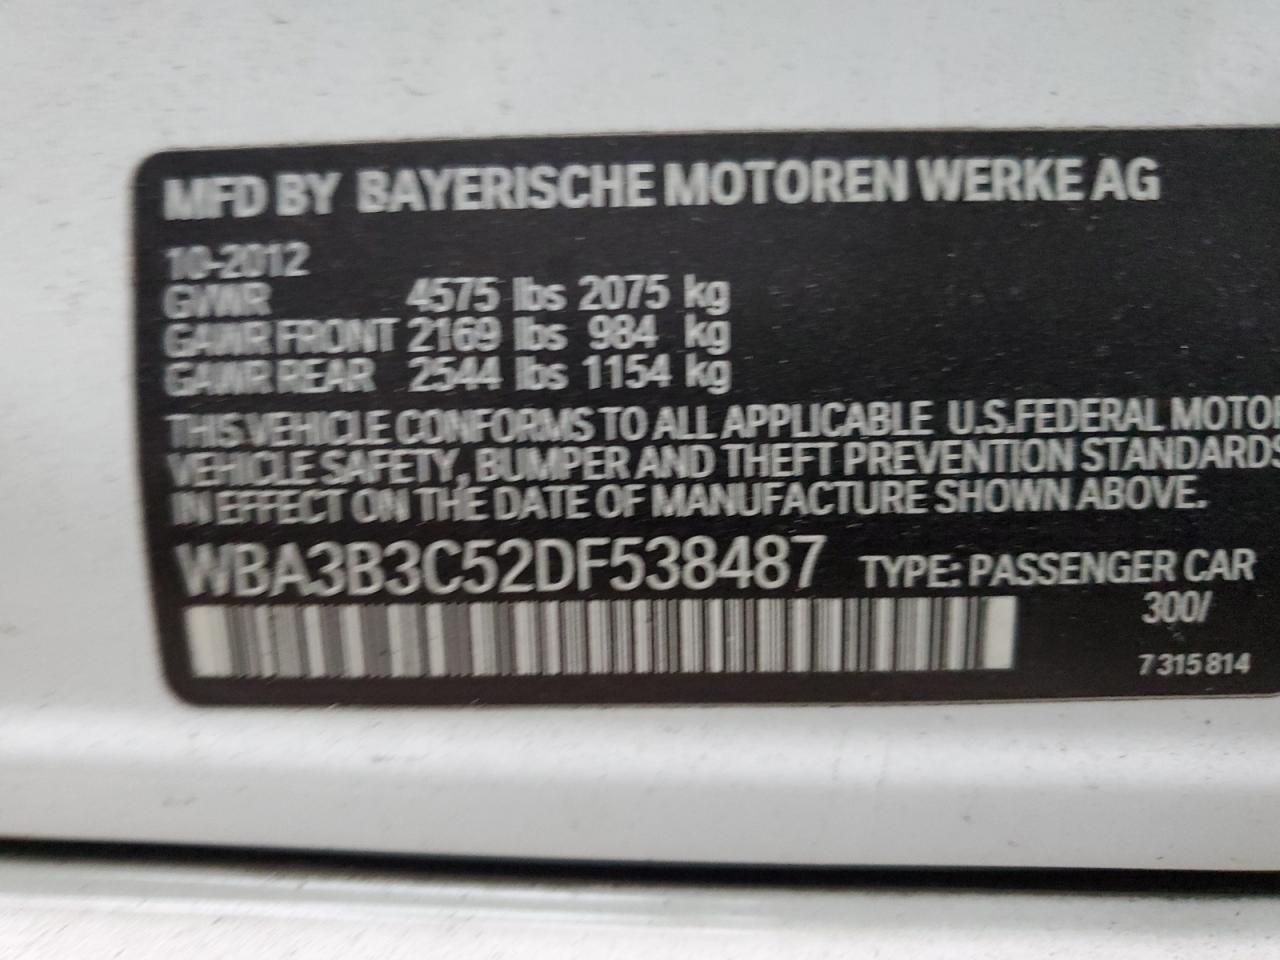 MFD BY BAYERISCHE MOTOREN WERKE AG
10-2012
GVWR 4575 lbs 2075 kg
GAWR FRONT 2169 lbs 984 kg
GAWR REAR 2544 lbs 1154 kg
THIS VEHICLE CONFORMS TO ALL APPLICABLE U.S.FEDERAL MOTOR
VEHICLE SAFETY, BUMPER AND THEFT PREVENTION STANDARDS
IN EFFECT ON THE DATE OF MANUFACTURE SHOWN ABOVE.
WBA3B3C52DF538487 TYPE: PASSENGER CAR
300/
7 315 814